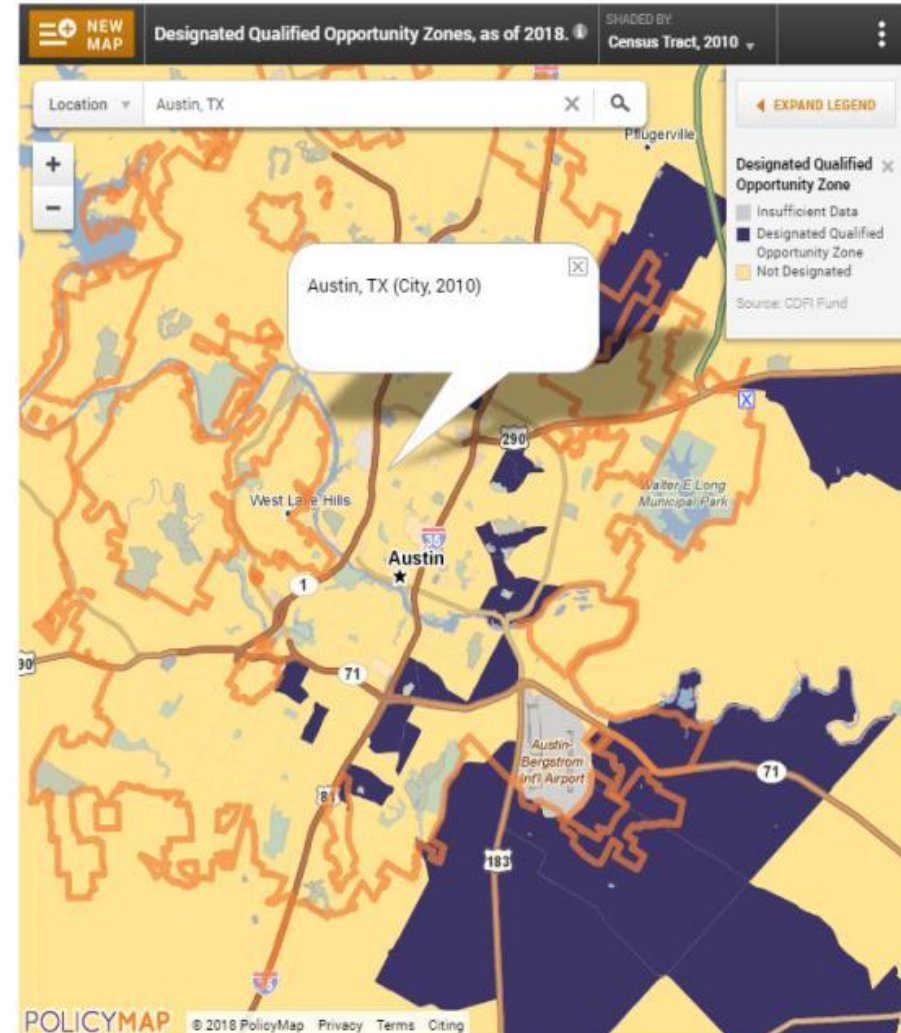 NEW
MAP
Designated Qualified Opportunity Zones, as of 2018.
SHADED BY:
Census Tract, 2010
Location
Austin, TX
EXPAND LEGEND
Designated Qualified
Opportunity Zone
Insufficient Data
Designated Qualified
Opportunity Zone
Not Designated
Source: CDFI Fund
+
−
Pflugerville
Austin, TX (City, 2010)
290
Walter E Long
Municipal Park
West Lake Hills
35
Austin
1
90
71
Austin-
Bergstrom
Int'l Airport
71
183
POLICYMAP
© 2018 PolicyMap Privacy Terms Citing